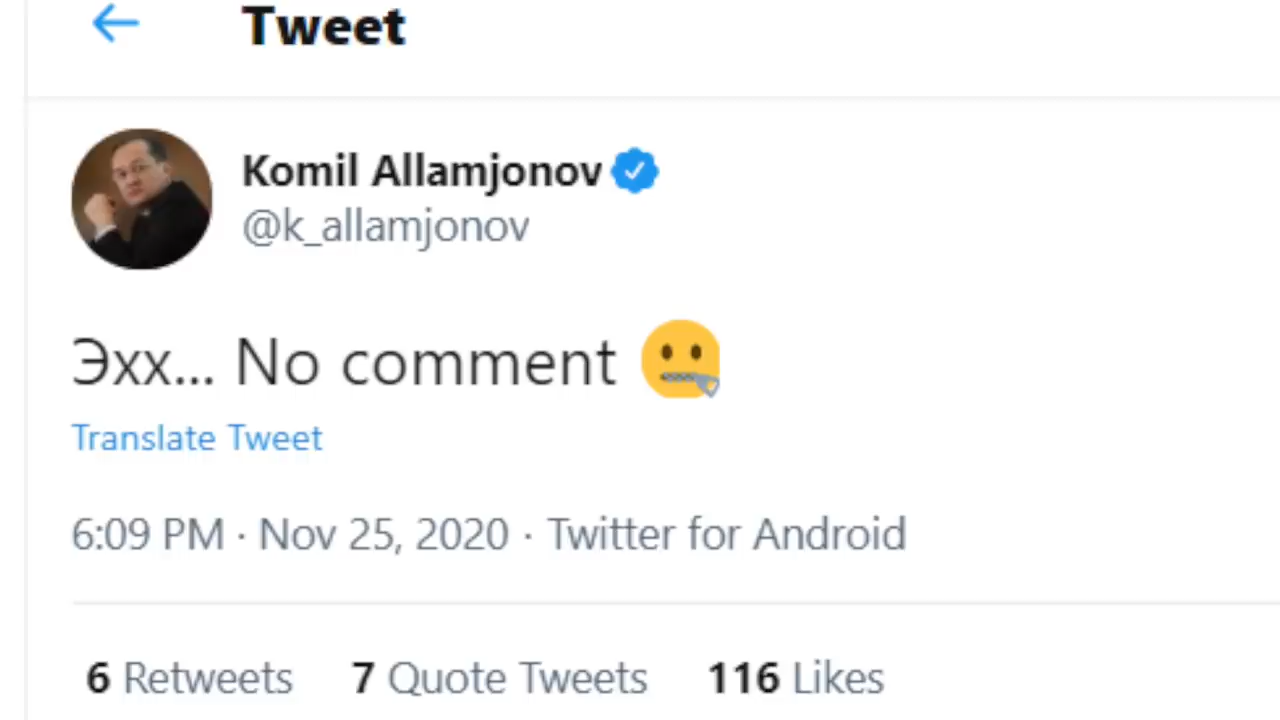 Tweet
Komil Allamjonov
@k_allamjonov
Эхх... No comment 🤐
Translate Tweet
6:09 PM · Nov 25, 2020 · Twitter for Android
6 Retweets 7 Quote Tweets 116 Likes